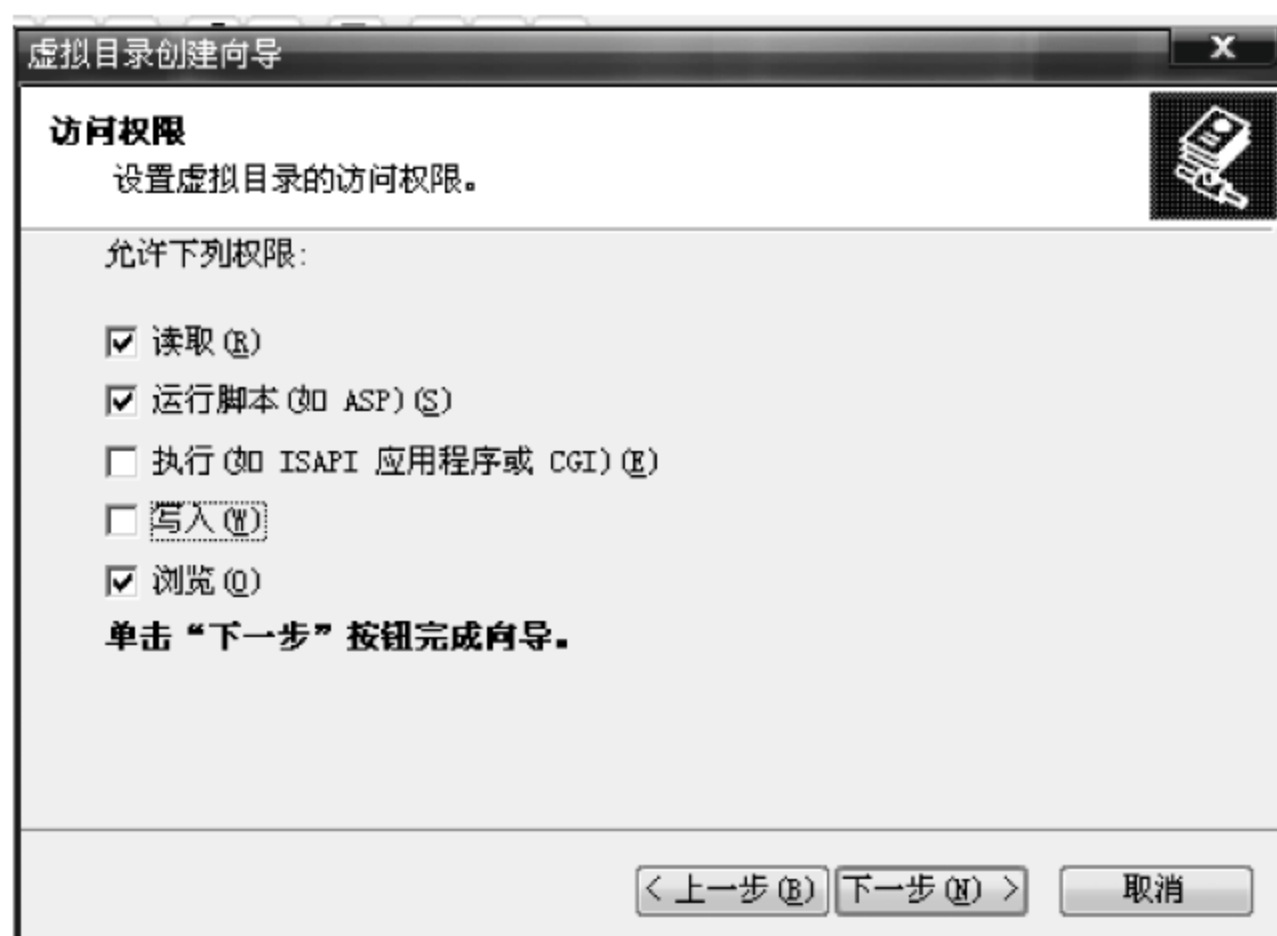 虚拟目录创建向导
访问权限
设置虚拟目录的访问权限。
允许下列权限:
读取(R)
运行脚本(如 ASP)(S)
执行(如 ISAPI 应用程序或 CGI)(E)
写入(W)
浏览(O)
单击“下一步”按钮完成向导。
< 上一步(B) 下一步(N) > 取消